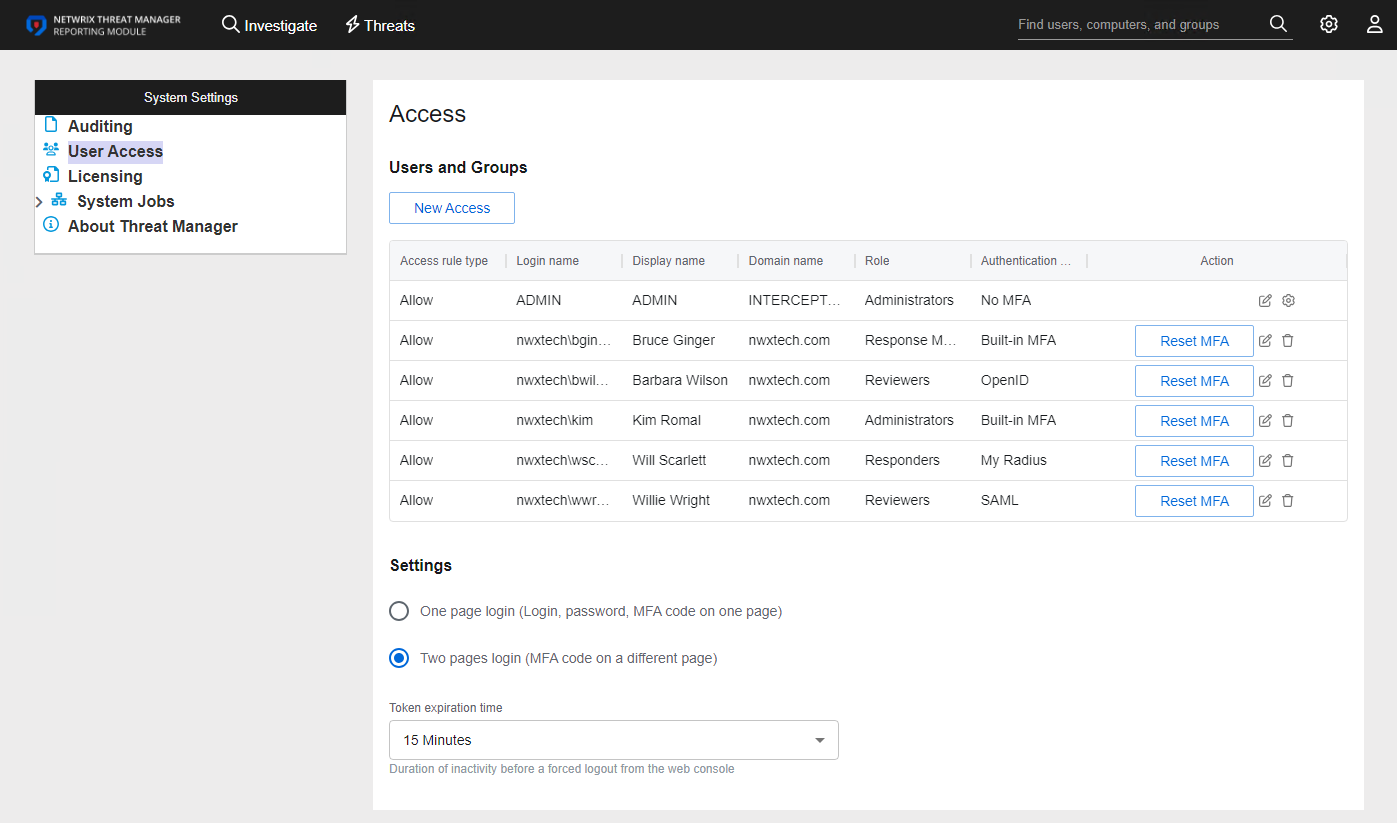 NETWRIX THREAT MANAGER
REPORTING MODULE
Investigate
Threats
Find users, computers, and groups
System Settings
Auditing
User Access
Licensing
System Jobs
About Threat Manager
Access
Users and Groups
New Access
Access rule type Login name Display name Domain name Role Authentication ... Action
Allow ADMIN ADMIN INTERCEPT... Administrators No MFA
Allow nwxtech\bgin... Bruce Ginger nwxtech.com Response M... Built-in MFA Reset MFA
Allow nwxtech\bwil... Barbara Wilson nwxtech.com Reviewers OpenID Reset MFA
Allow nwxtech\kim Kim Romal nwxtech.com Administrators Built-in MFA Reset MFA
Allow nwxtech\wsc... Will Scarlett nwxtech.com Responders My Radius Reset MFA
Allow nwxtech\wwr... Willie Wright nwxtech.com Reviewers SAML Reset MFA
Settings
One page login (Login, password, MFA code on one page)
Two pages login (MFA code on a different page)
Token expiration time
15 Minutes
Duration of inactivity before a forced logout from the web console